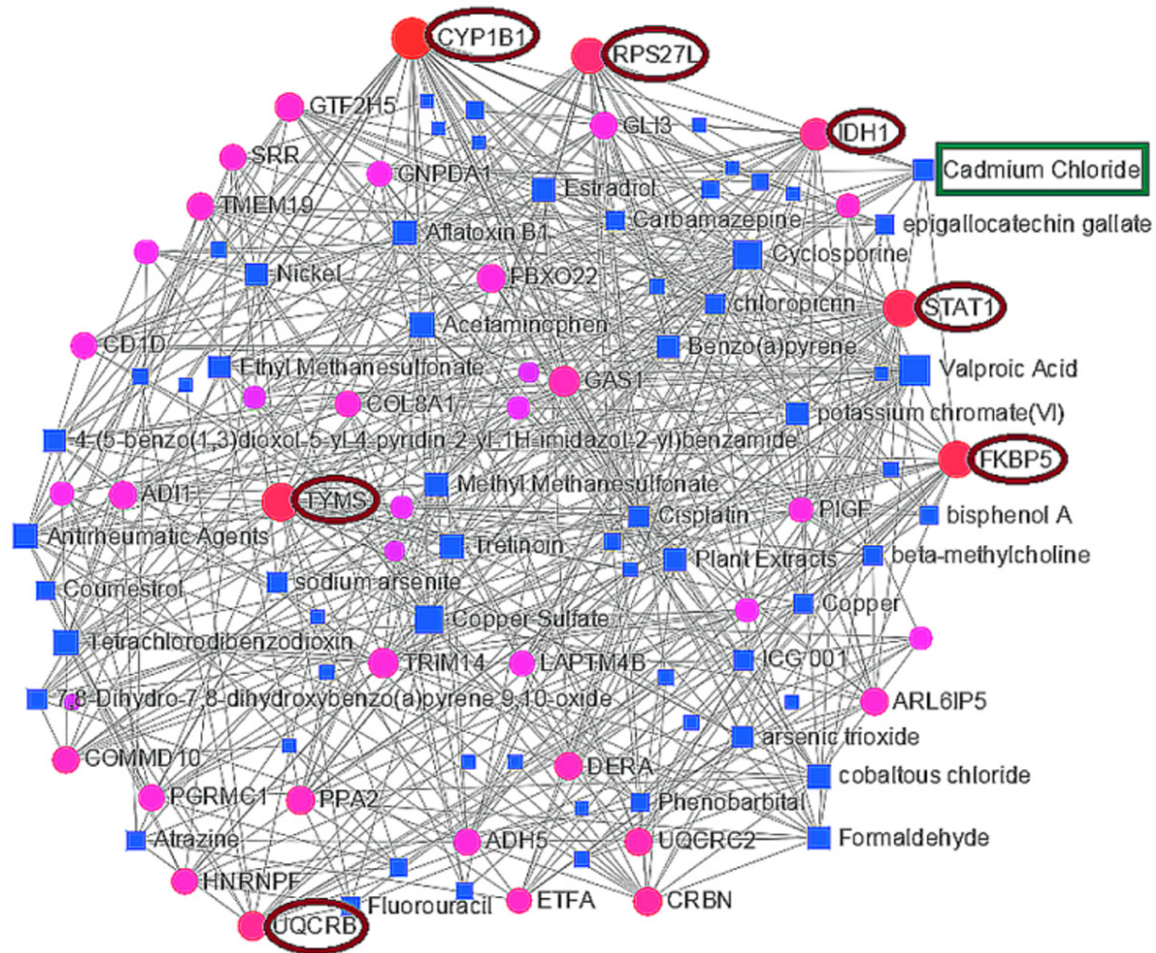 CYP1B1
RPS27L
GTF2H5
GLI3
IDH1
SRR
Cadmium Chloride
GNPDA1
Estradiol
TMEM19
Carbamazepine
epigallocatechin gallate
Aflatoxin B1
Cyclosporine
Nickel
FBXO22
chloropicrin
STAT1
Acetaminophen
CD1D
Benzo(a)pyrene
Ethyl Methanesulfonate
Valproic Acid
GAS1
COL8A1
potassium chromate(VI)
4-(5-benzo(1,3)dioxol-5-yl-4-pyridin-2-yl-1H-imidazol-2-yl)benzamide
FKBP5
Methyl Methanesulfonate
ADI1
TYMS
PIGF
Cisplatin
bisphenol A
Antirheumatic Agents
Tretinoin
Plant Extracts
beta-methylcholine
sodium arsenite
Coumestrol
Copper
Copper Sulfate
Tetrachlorodibenzodioxin
TRIM14
LAPTM4B
ICG 001
7,8-Dihydro-7,8-dihydroxybenzo(a)pyrene 9,10-oxide
ARL6IP5
arsenic trioxide
COMMD10
DERA
cobaltous chloride
PGRMC1
PPA2
Phenobarbital
Atrazine
ADH5
UQCRC2
Formaldehyde
HNRNPF
Fluorouracil
ETFA
CRBN
UQCRB